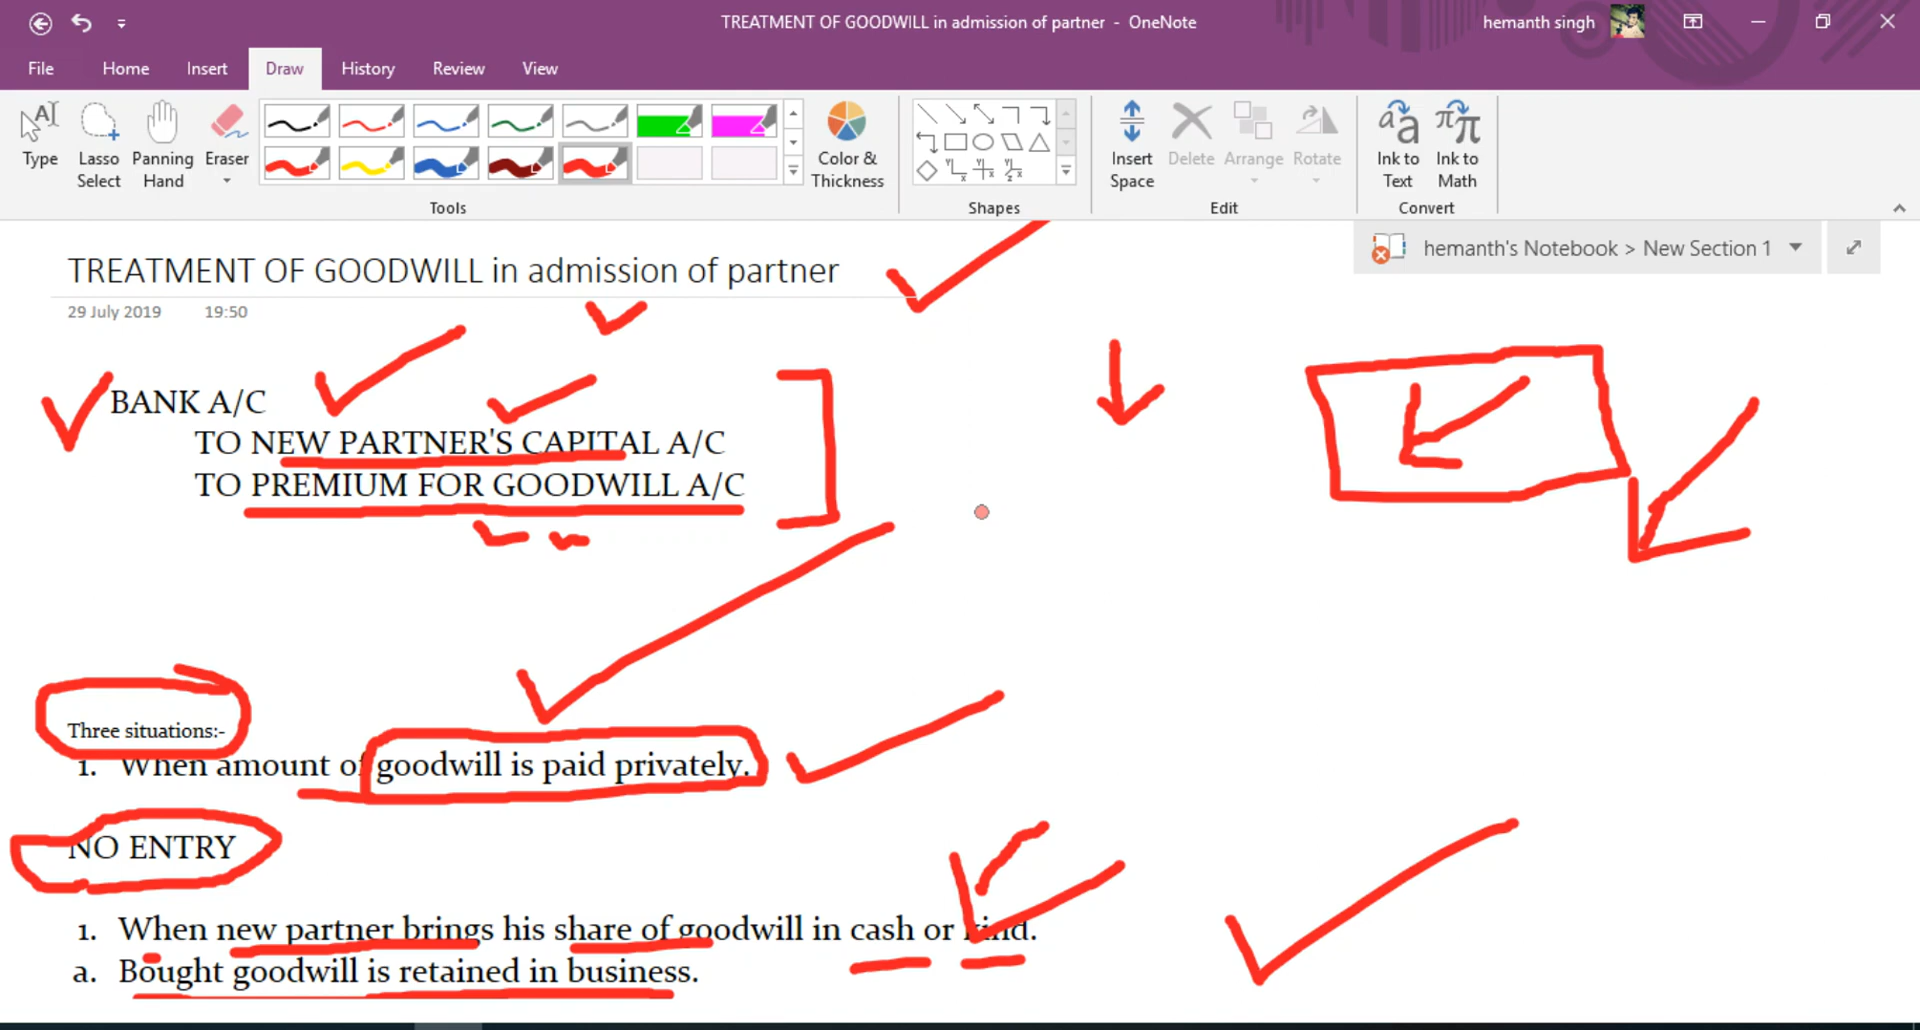 TREATMENT OF GOODWILL in admission of partner - OneNote
hemanth singh
File Home Insert Draw History Review View
Type
Lasso Select
Panning Hand
Eraser
Color & Thickness
Insert Space
Delete
Arrange
Rotate
Ink to Text
Ink to Math
Tools
Shapes
Edit
Convert
hemanth's Notebook > New Section 1
TREATMENT OF GOODWILL in admission of partner
29 July 2019 19:50
BANK A/C
TO NEW PARTNER'S CAPITAL A/C
TO PREMIUM FOR GOODWILL A/C
Three situations:-
1. When amount of goodwill is paid privately.
NO ENTRY
1. When new partner brings his share of goodwill in cash or kind.
a. Bought goodwill is retained in business.